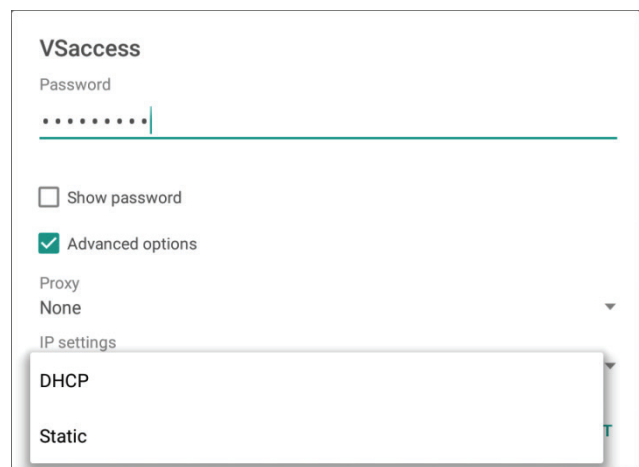 VSaccess
Password
•••••••••
Show password
Advanced options
Proxy
None
IP settings
DHCP
Static
T